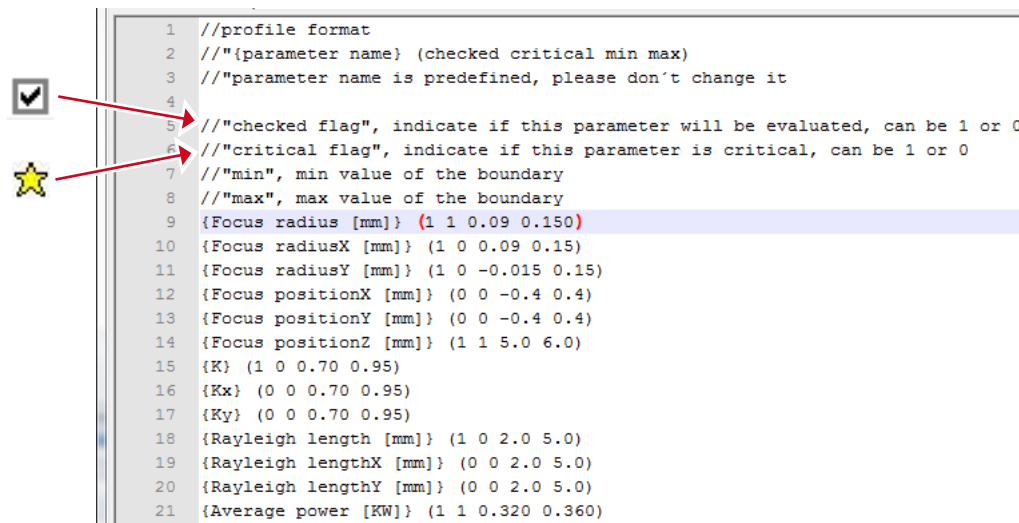 1 //profile format
2 //"{parameter name} (checked critical min max)
3 //"parameter name is predefined, please don´t change it
4
5 //"checked flag", indicate if this parameter will be evaluated, can be 1 or 0
6 //"critical flag", indicate if this parameter is critical, can be 1 or 0
7 //"min", min value of the boundary
8 //"max", max value of the boundary
9 {Focus radius [mm]} (1 1 0.09 0.150)
10 {Focus radiusX [mm]} (1 0 0.09 0.15)
11 {Focus radiusY [mm]} (1 0 -0.015 0.15)
12 {Focus positionX [mm]} (0 0 -0.4 0.4)
13 {Focus positionY [mm]} (0 0 -0.4 0.4)
14 {Focus positionZ [mm]} (1 1 5.0 6.0)
15 {K} (1 0 0.70 0.95)
16 {Kx} (0 0 0.70 0.95)
17 {Ky} (0 0 0.70 0.95)
18 {Rayleigh length [mm]} (1 0 2.0 5.0)
19 {Rayleigh lengthX [mm]} (0 0 2.0 5.0)
20 {Rayleigh lengthY [mm]} (0 0 2.0 5.0)
21 {Average power [KW]} (1 1 0.320 0.360)